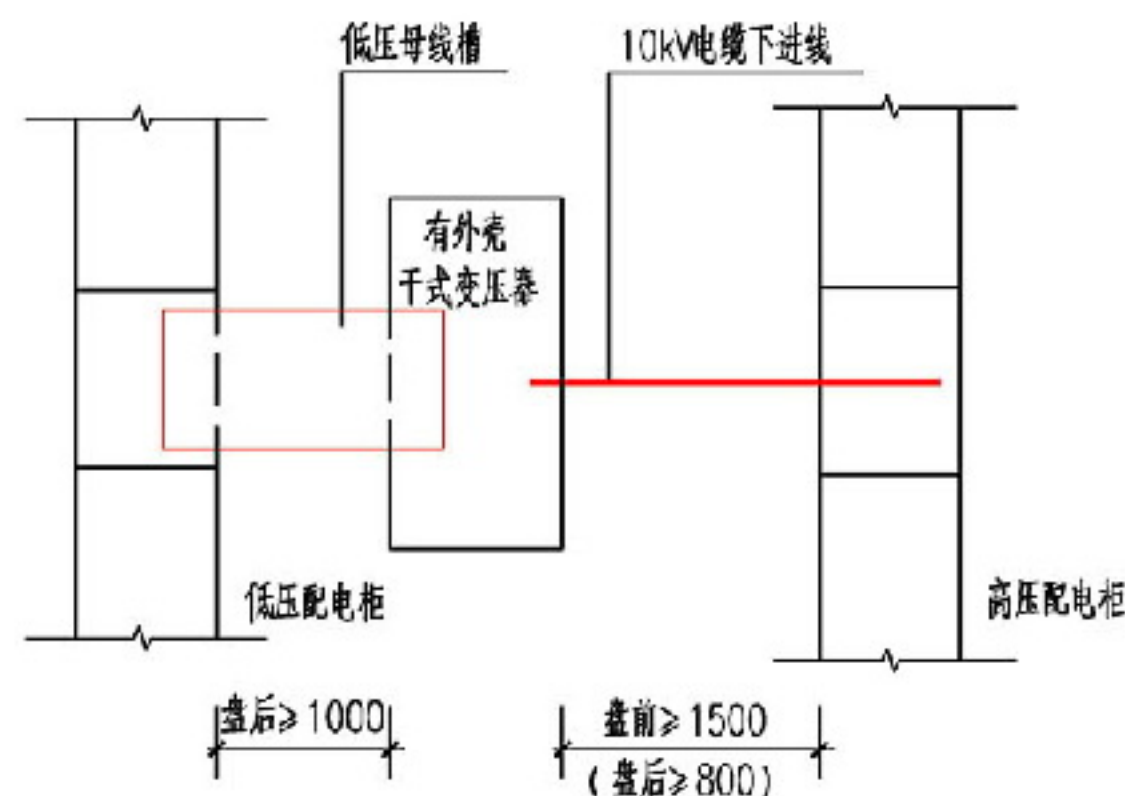 低压母线槽
10kV电缆下进线
有外壳
干式变压器
低压配电柜
高压配电柜
盘后≥1000
盘前≥1500
(盘后≥800)